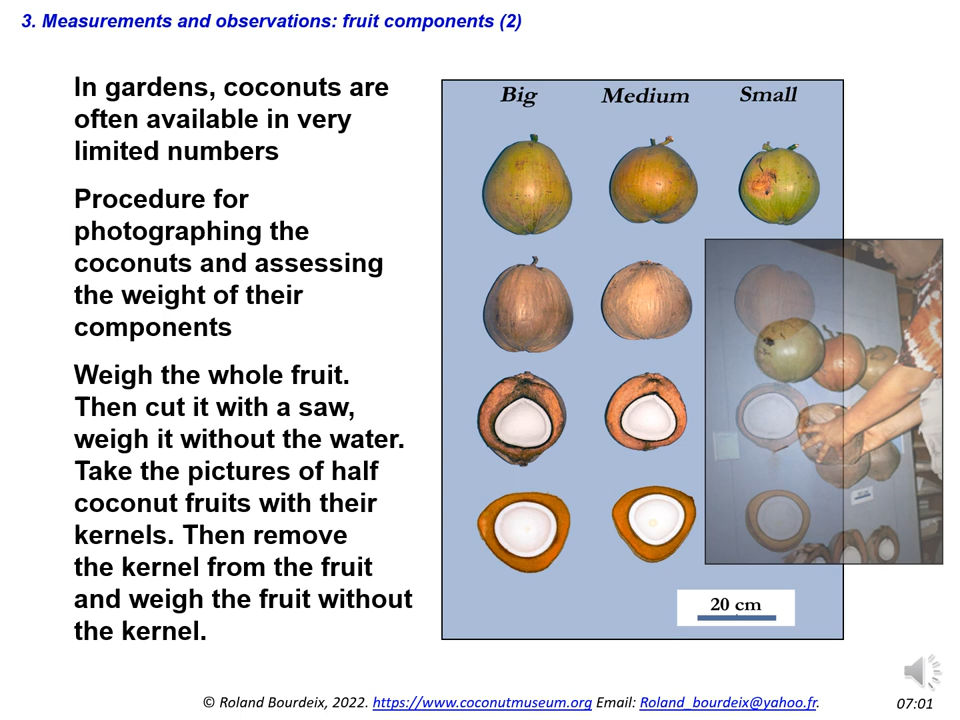 3. Measurements and observations: fruit components (2)
In gardens, coconuts are
often available in very
limited numbers
Procedure for
photographing the
coconuts and assessing
the weight of their
components
Weigh the whole fruit.
Then cut it with a saw,
weigh it without the water.
Take the pictures of half
coconut fruits with their
kernels. Then remove
the kernel from the fruit
and weigh the fruit without
the kernel.
Big Medium Small
20 cm
© Roland Bourdeix, 2022. https://www.coconutmuseum.org Email: Roland_bourdeix@yahoo.fr.
07:01